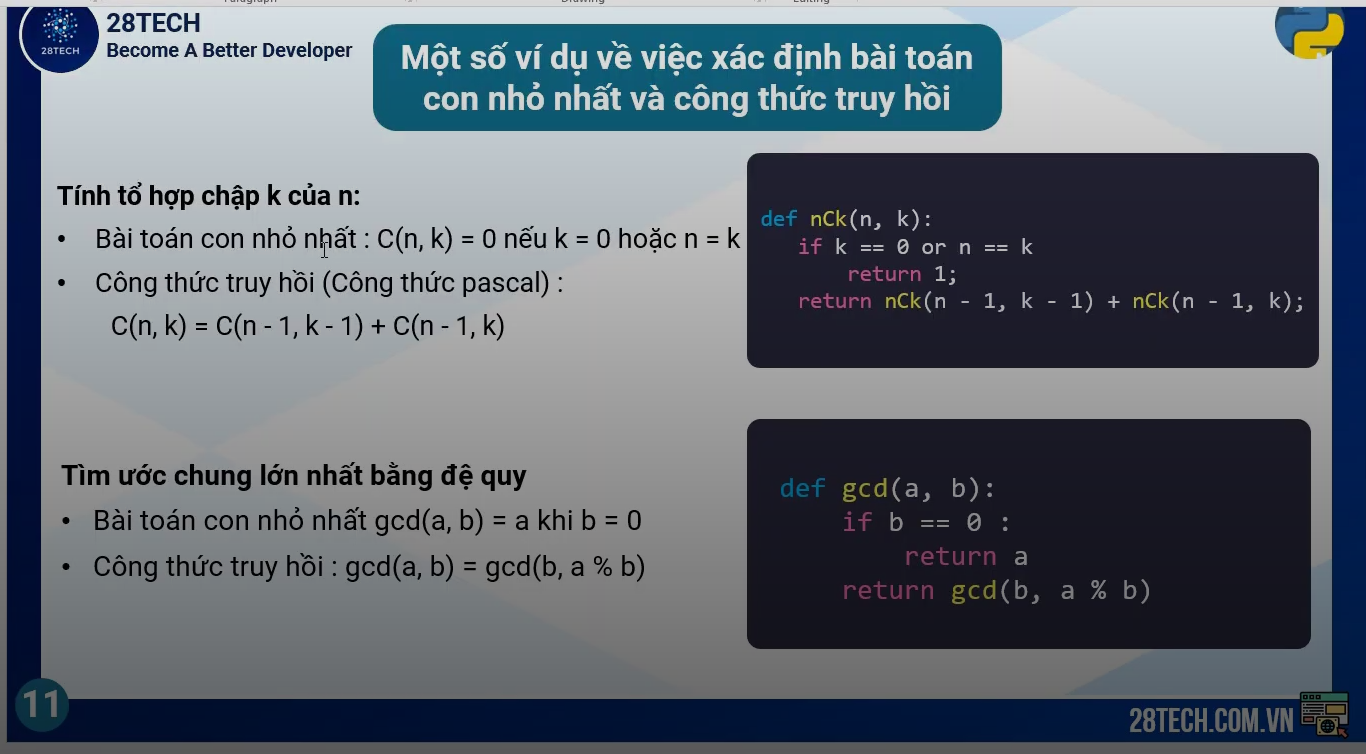 28TECH
Become A Better Developer
28TECH
Một số ví dụ về việc xác định bài toán
con nhỏ nhất và công thức truy hồi
Tính tổ hợp chập k của n:
• Bài toán con nhỏ nhất : C(n, k) = 0 nếu k = 0 hoặc n = k
• Công thức truy hồi (Công thức pascal) :
C(n, k) = C(n - 1, k - 1) + C(n - 1, k)
def nCk(n, k):
if k == 0 or n == k
return 1;
return nCk(n - 1, k - 1) + nCk(n - 1, k);
Tìm ước chung lớn nhất bằng đệ quy
• Bài toán con nhỏ nhất gcd(a, b) = a khi b = 0
• Công thức truy hồi : gcd(a, b) = gcd(b, a % b)
def gcd(a, b):
if b == 0 :
return a
return gcd(b, a % b)
11
28TECH.COM.VN